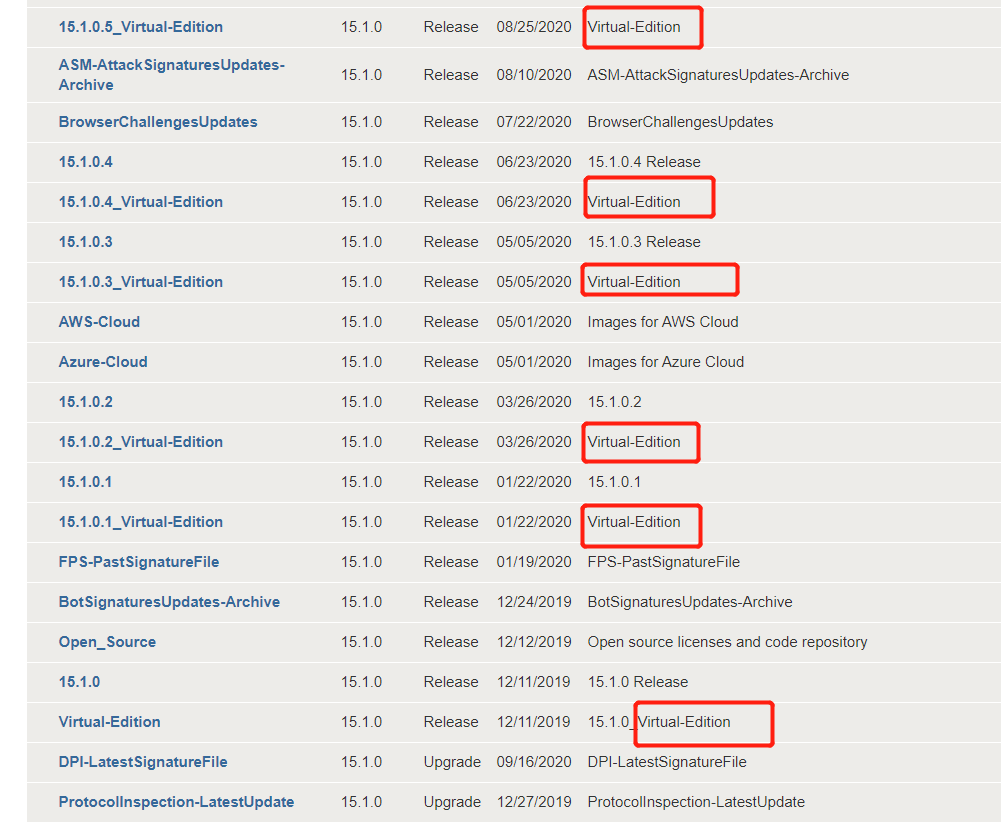 15.1.0.5_Virtual-Edition 15.1.0 Release 08/25/2020 Virtual-Edition
ASM-AttackSignaturesUpdates-
Archive 15.1.0 Release 08/10/2020 ASM-AttackSignaturesUpdates-Archive
BrowserChallengesUpdates 15.1.0 Release 07/22/2020 BrowserChallengesUpdates
15.1.0.4 15.1.0 Release 06/23/2020 15.1.0.4 Release
15.1.0.4_Virtual-Edition 15.1.0 Release 06/23/2020 Virtual-Edition
15.1.0.3 15.1.0 Release 05/05/2020 15.1.0.3 Release
15.1.0.3_Virtual-Edition 15.1.0 Release 05/05/2020 Virtual-Edition
AWS-Cloud 15.1.0 Release 05/01/2020 Images for AWS Cloud
Azure-Cloud 15.1.0 Release 05/01/2020 Images for Azure Cloud
15.1.0.2 15.1.0 Release 03/26/2020 15.1.0.2
15.1.0.2_Virtual-Edition 15.1.0 Release 03/26/2020 Virtual-Edition
15.1.0.1 15.1.0 Release 01/22/2020 15.1.0.1
15.1.0.1_Virtual-Edition 15.1.0 Release 01/22/2020 Virtual-Edition
FPS-PastSignatureFile 15.1.0 Release 01/19/2020 FPS-PastSignatureFile
BotSignaturesUpdates-Archive 15.1.0 Release 12/24/2019 BotSignaturesUpdates-Archive
Open_Source 15.1.0 Release 12/12/2019 Open source licenses and code repository
15.1.0 15.1.0 Release 12/11/2019 15.1.0 Release
Virtual-Edition 15.1.0 Release 12/11/2019 15.1.0_Virtual-Edition
DPI-LatestSignatureFile 15.1.0 Upgrade 09/16/2020 DPI-LatestSignatureFile
ProtocolInspection-LatestUpdate 15.1.0 Upgrade 12/27/2019 ProtocolInspection-LatestUpdate